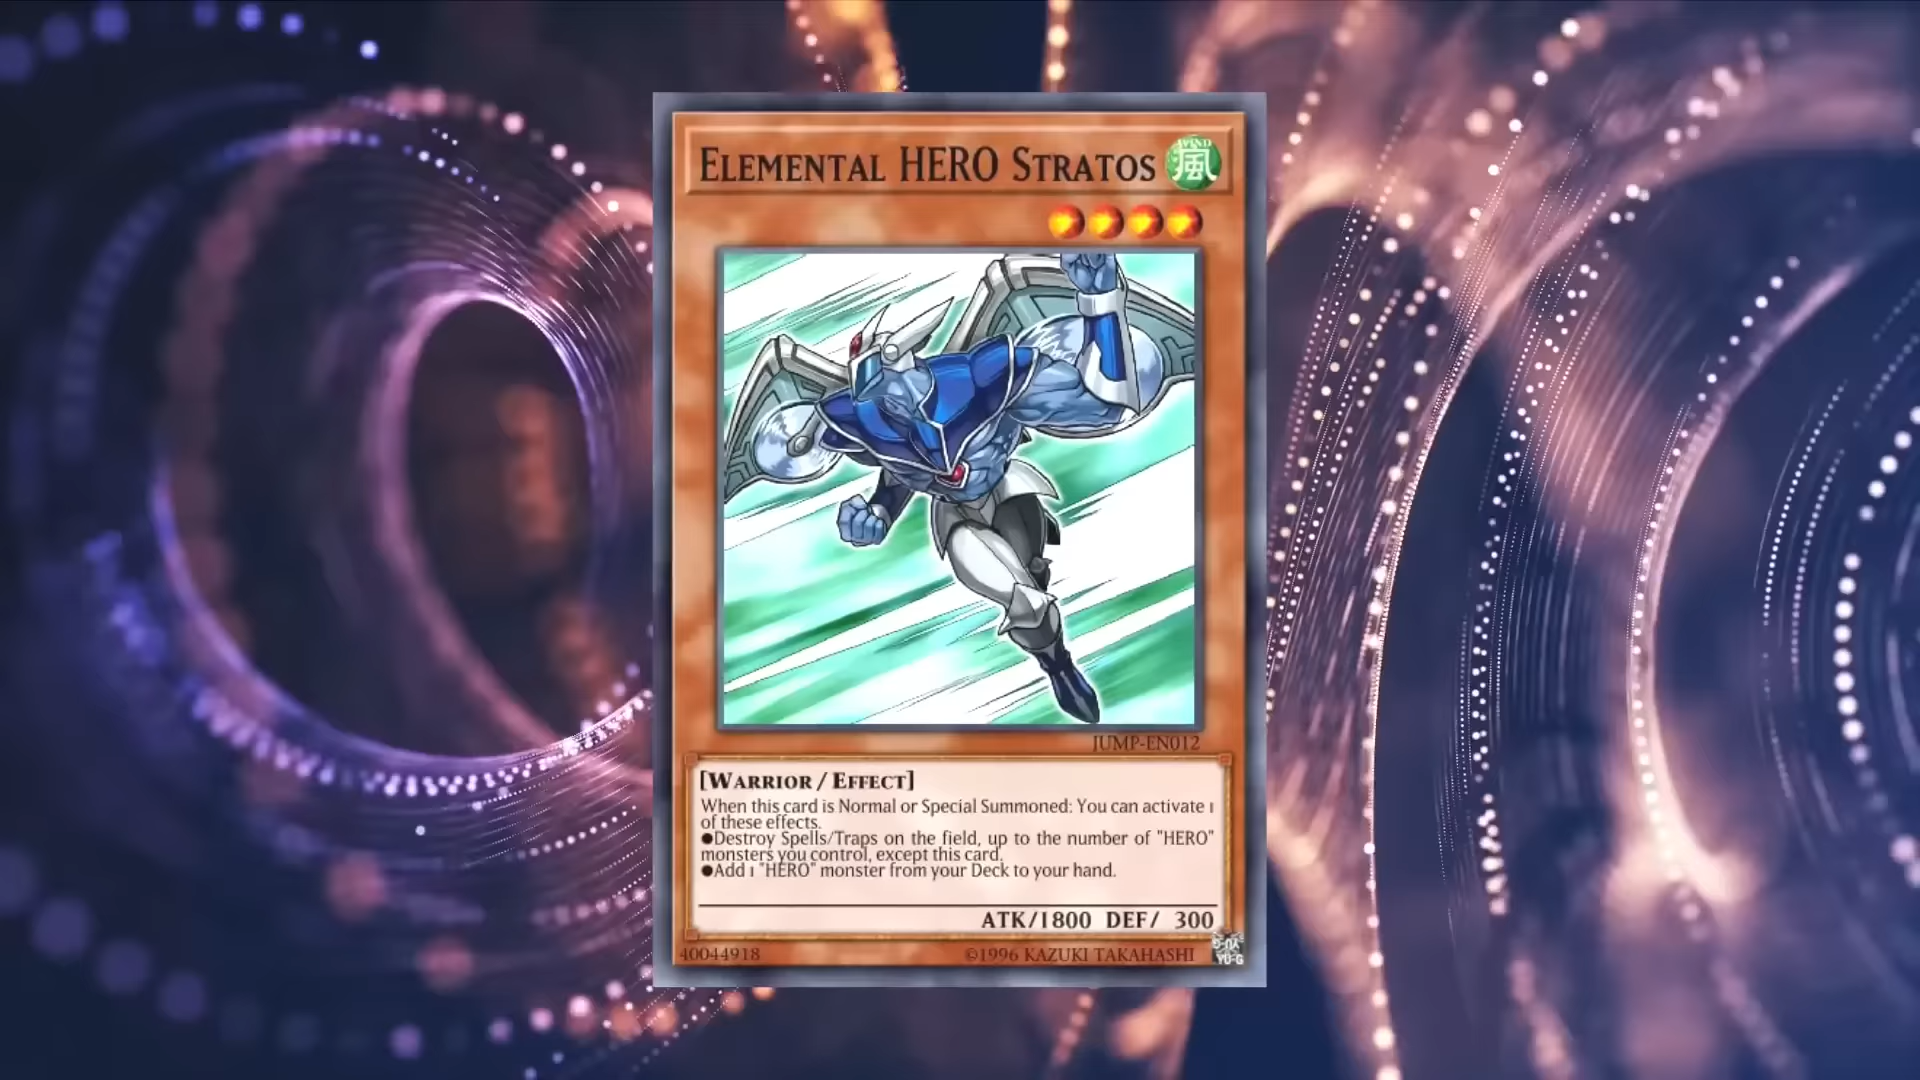 ELEMENTAL HERO STRATOS
WIND
風
JUMP-EN012
[WARRIOR / EFFECT]
When this card is Normal or Special Summoned: You can activate 1
of these effects.
●Destroy Spells/Traps on the field, up to the number of "HERO"
monsters you control, except this card.
●Add 1 "HERO" monster from your Deck to your hand.
ATK/1800 DEF/ 300
40044918
©1996 KAZUKI TAKAHASHI